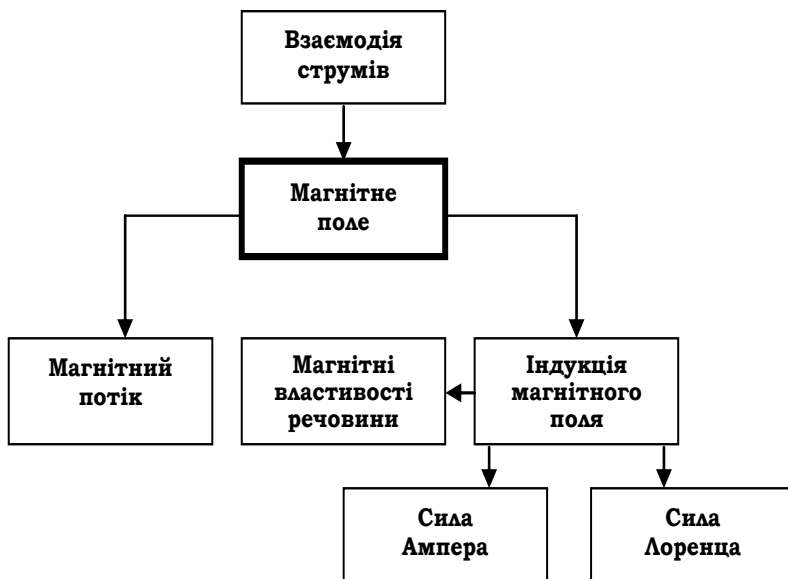 Взаємодія
струмів
Магнітне
поле
Магнітний
потік
Магнітні
властивості
речовини
Індукція
магнітного
поля
Сила
Ампера
Сила
Лоренца